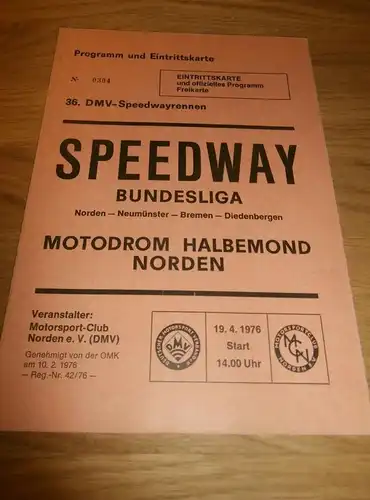 Programm und Eintrittskarte
EINTRITTSKARTE
und offizielles Programm
Freikarte
36. DMV-Speedwayrennen
SPEEDWAY
BUNDESLIGA
Norden — Neumünster — Bremen — Diedenbergen
MOTODROM HALBEMOND
NORDEN
Veranstalter:
Motorsport-Club
Norden e. V. (DMV)
Genehmigt von der OMK
am 10. 2. 1976
— Reg.-Nr. 42/76 —
DMV
19. 4. 1976
Start
14.00 Uhr
MOTORSPORTCLUB
NORDEN E.V.